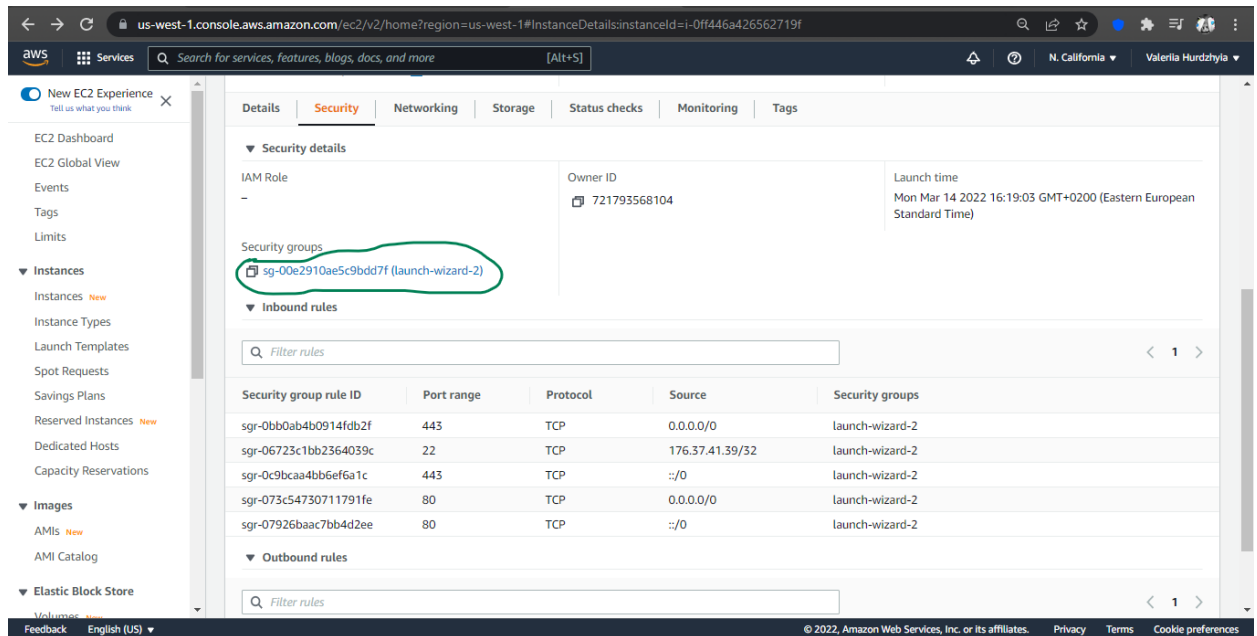 us-west-1.console.aws.amazon.com/ec2/v2/home?region=us-west-1#InstanceDetails:instanceId=i-0ff446a426562719f
aws Services Search for services, features, blogs, docs, and more [Alt+S] N. California ▼ Valeriia Hurdzhyia ▼
New EC2 Experience
Tell us what you think
Details Security Networking Storage Status checks Monitoring Tags
EC2 Dashboard
EC2 Global View
Events
Tags
Limits
▼ Instances
Instances New
Instance Types
Launch Templates
Spot Requests
Savings Plans
Reserved Instances New
Dedicated Hosts
Capacity Reservations
▼ Images
AMIs New
AMI Catalog
▼ Elastic Block Store
Volumes New
▼ Security details
IAM Role
–
Owner ID
721793568104
Launch time
Mon Mar 14 2022 16:19:03 GMT+0200 (Eastern European
Standard Time)
Security groups
sg-00e2910ae5c9bdd7f (launch-wizard-2)
▼ Inbound rules
Filter rules
< 1 >
Security group rule ID Port range Protocol Source Security groups
sgr-0bb0ab4b0914fdb2f 443 TCP 0.0.0.0/0 launch-wizard-2
sgr-06723c1bb2364039c 22 TCP 176.37.41.39/32 launch-wizard-2
sgr-0c9bcaa4bb6ef6a1c 443 TCP ::/0 launch-wizard-2
sgr-073c54730711791fe 80 TCP 0.0.0.0/0 launch-wizard-2
sgr-07926baac7bb4d2ee 80 TCP ::/0 launch-wizard-2
▼ Outbound rules
Filter rules
< 1 >
Feedback English (US) ▼ © 2022, Amazon Web Services, Inc. or its affiliates. Privacy Terms Cookie preferences